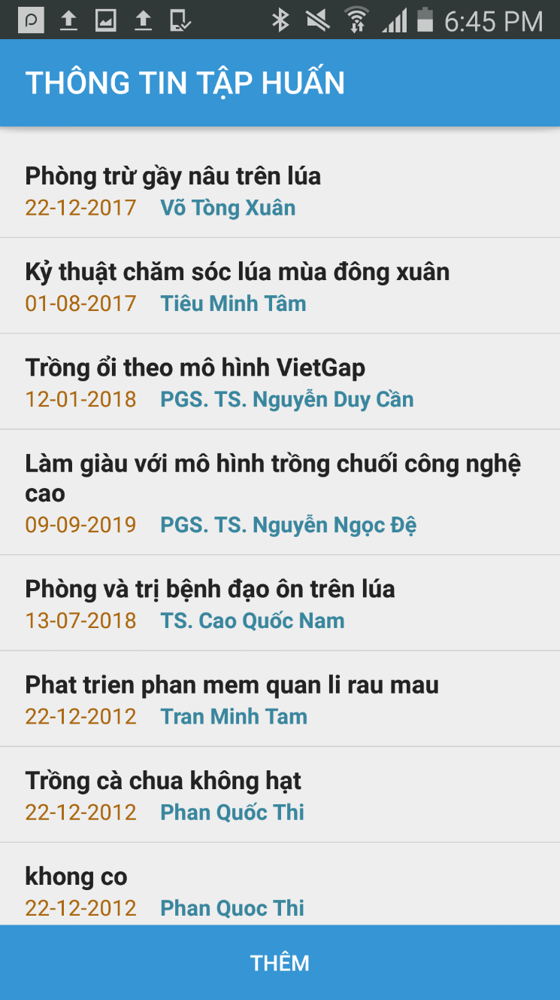 6:45 PM
THÔNG TIN TẬP HUẤN
Phòng trừ gầy nâu trên lúa
22-12-2017 Võ Tòng Xuân
Kỷ thuật chăm sóc lúa mùa đông xuân
01-08-2017 Tiêu Minh Tâm
Trồng ổi theo mô hình VietGap
12-01-2018 PGS. TS. Nguyễn Duy Cần
Làm giàu với mô hình trồng chuối công nghệ
cao
09-09-2019 PGS. TS. Nguyễn Ngọc Đệ
Phòng và trị bệnh đạo ôn trên lúa
13-07-2018 TS. Cao Quốc Nam
Phat trien phan mem quan li rau mau
22-12-2012 Tran Minh Tam
Trồng cà chua không hạt
22-12-2012 Phan Quốc Thi
khong co
22-12-2012 Phan Quoc Thi
THÊM